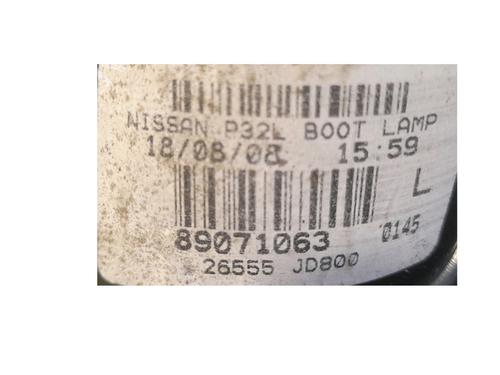 NISSAN P32L BOOT LAMP
18/08/08 15:59
L
89071063 0145
26555 JD800